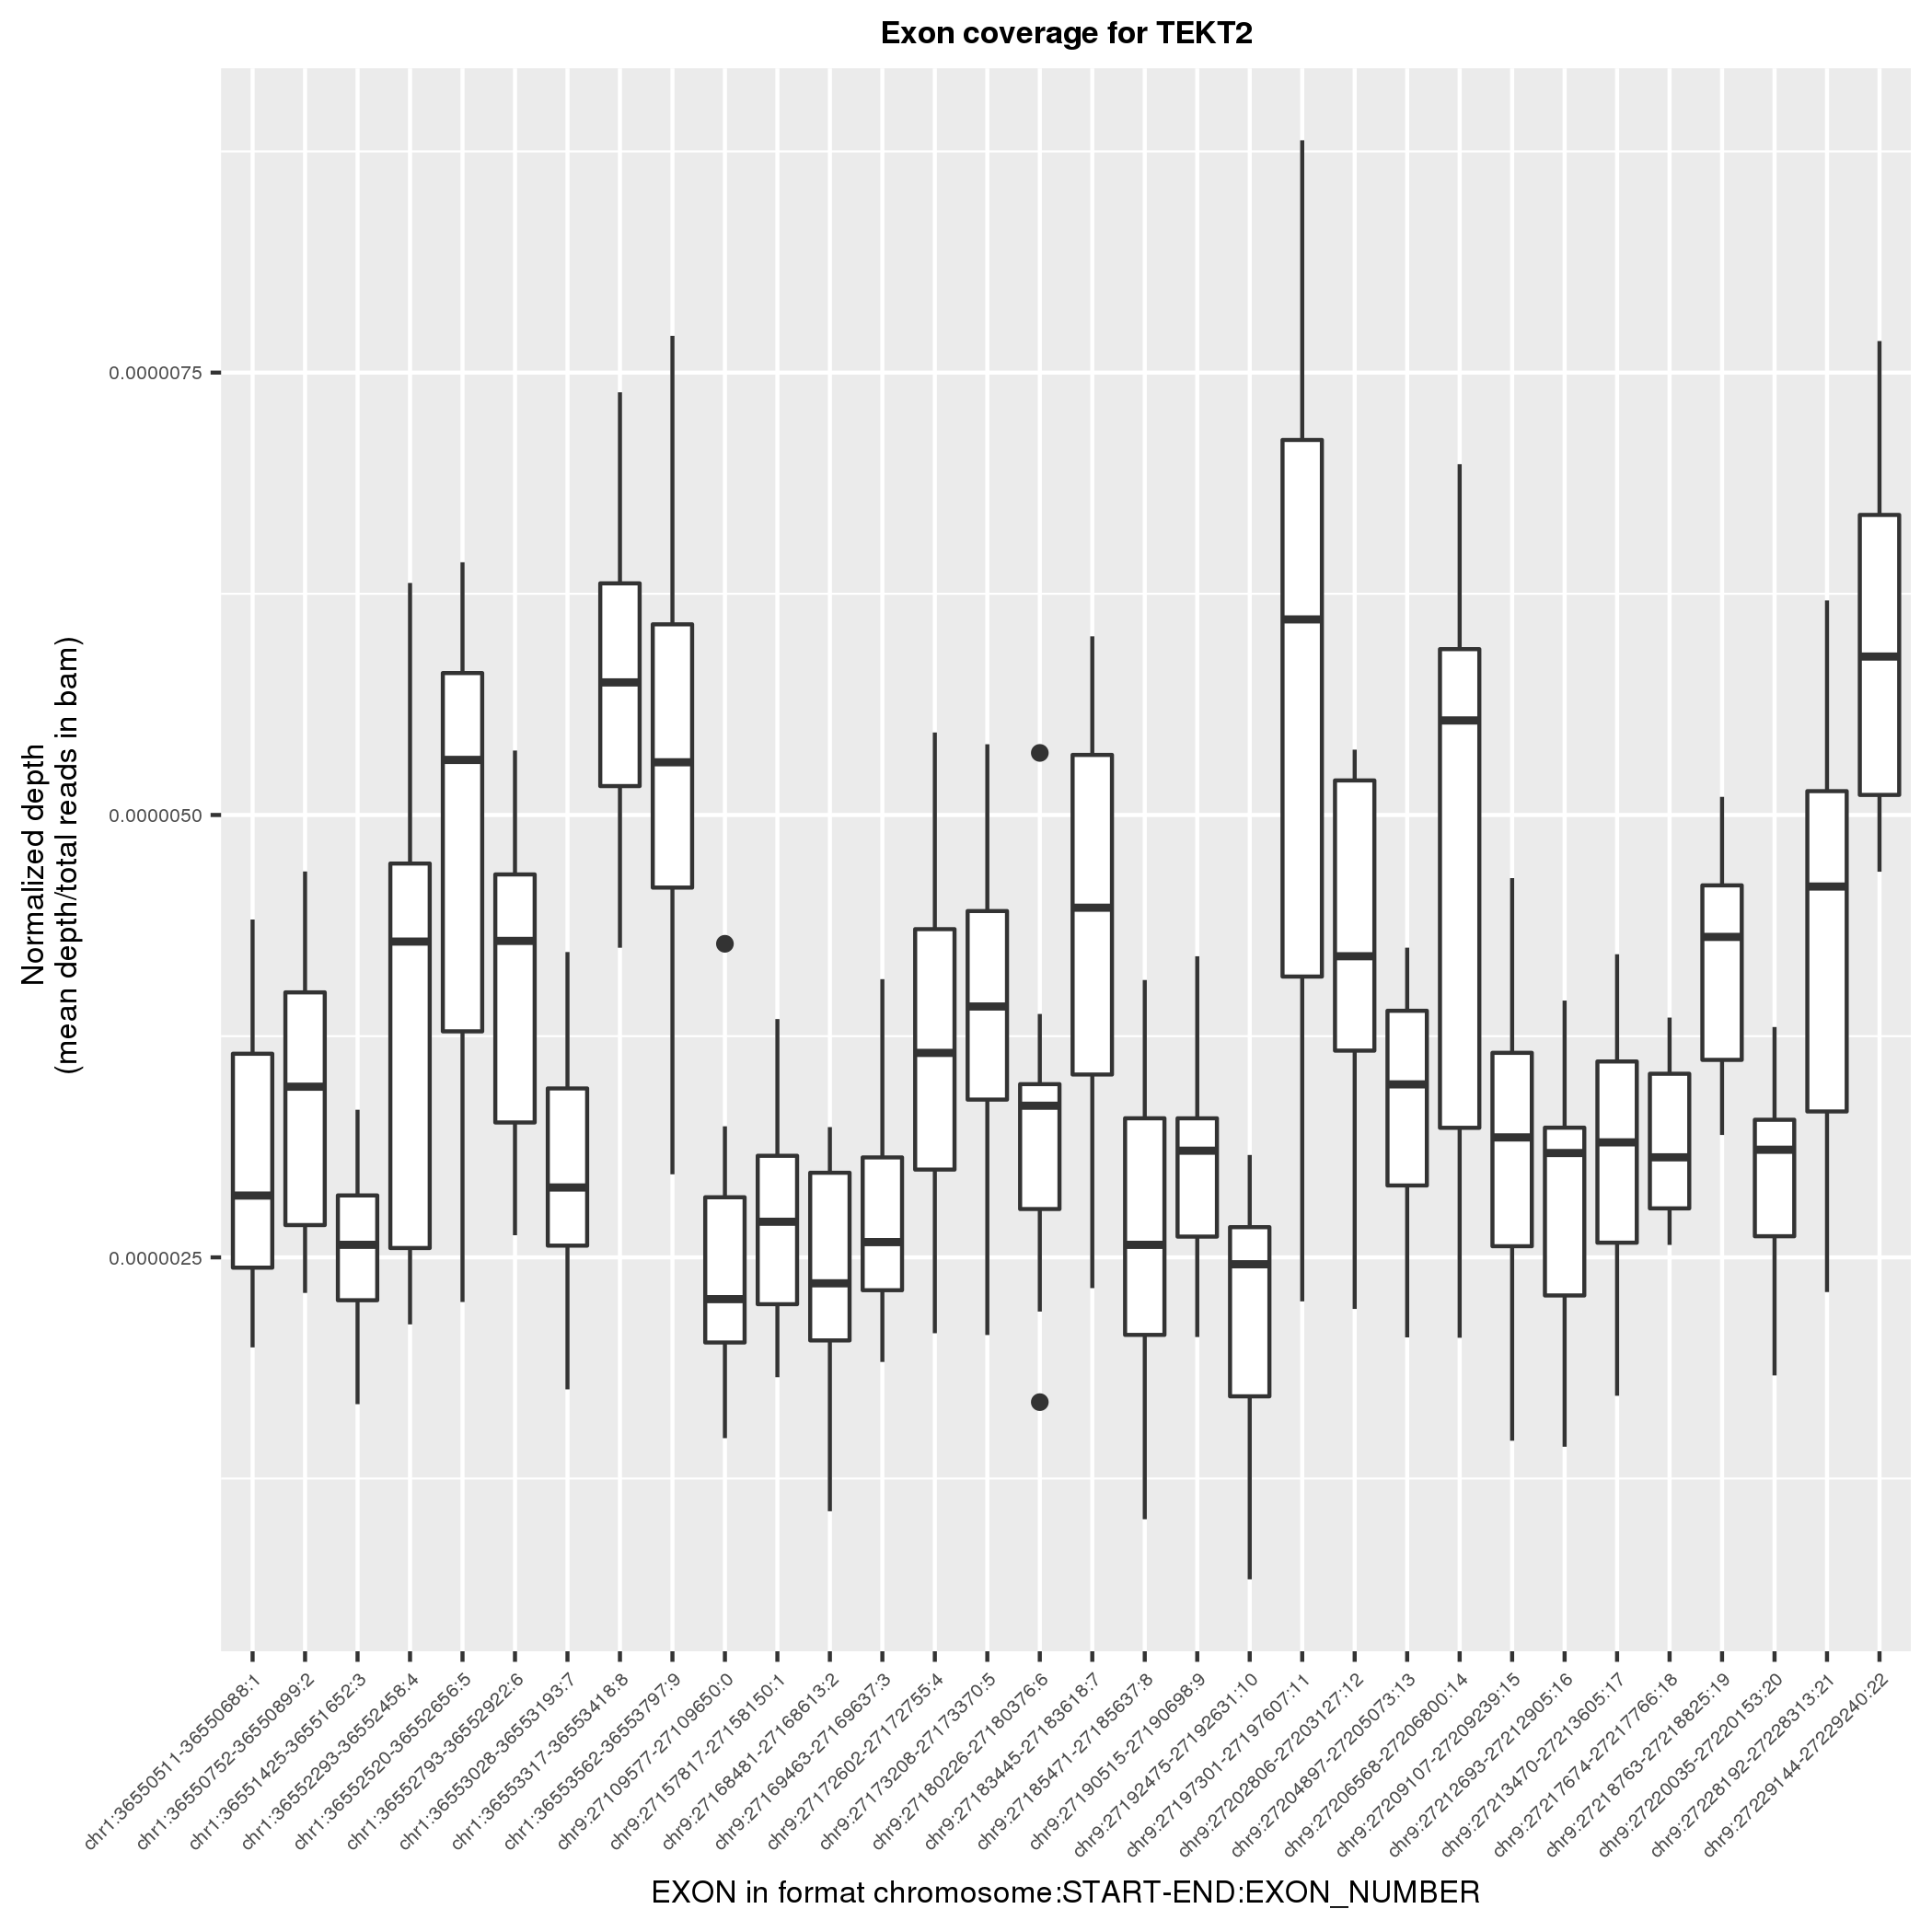 Exon coverage for TEKT2
Normalized depth
(mean depth/total reads in bam)
0.0000075
0.0000050
0.0000025
chr1:36550511-36550688:1
chr1:36550752-36550899:2
chr1:36551425-36551652:3
chr1:36552293-36552458:4
chr1:36552520-36552656:5
chr1:36552793-36552922:6
chr1:36553028-36553193:7
chr1:36553317-36553418:8
chr1:36553562-36553797:9
chr9:27109577-27109650:0
chr9:27157817-27158150:1
chr9:27168481-27168613:2
chr9:27169463-27169637:3
chr9:27172602-27172755:4
chr9:27173208-27173370:5
chr9:27180226-27180376:6
chr9:27183445-27183618:7
chr9:27185471-27185637:8
chr9:27190515-27190698:9
chr9:27192475-27192631:10
chr9:27197301-27197607:11
chr9:27202806-27203127:12
chr9:27204897-27205073:13
chr9:27206568-27206800:14
chr9:27209107-27209239:15
chr9:27212693-27212905:16
chr9:27213470-27213605:17
chr9:27217674-27217766:18
chr9:27218763-27218825:19
chr9:27220035-27220153:20
chr9:27228192-27228313:21
chr9:27229144-27229240:22
EXON in format chromosome:START-END:EXON_NUMBER